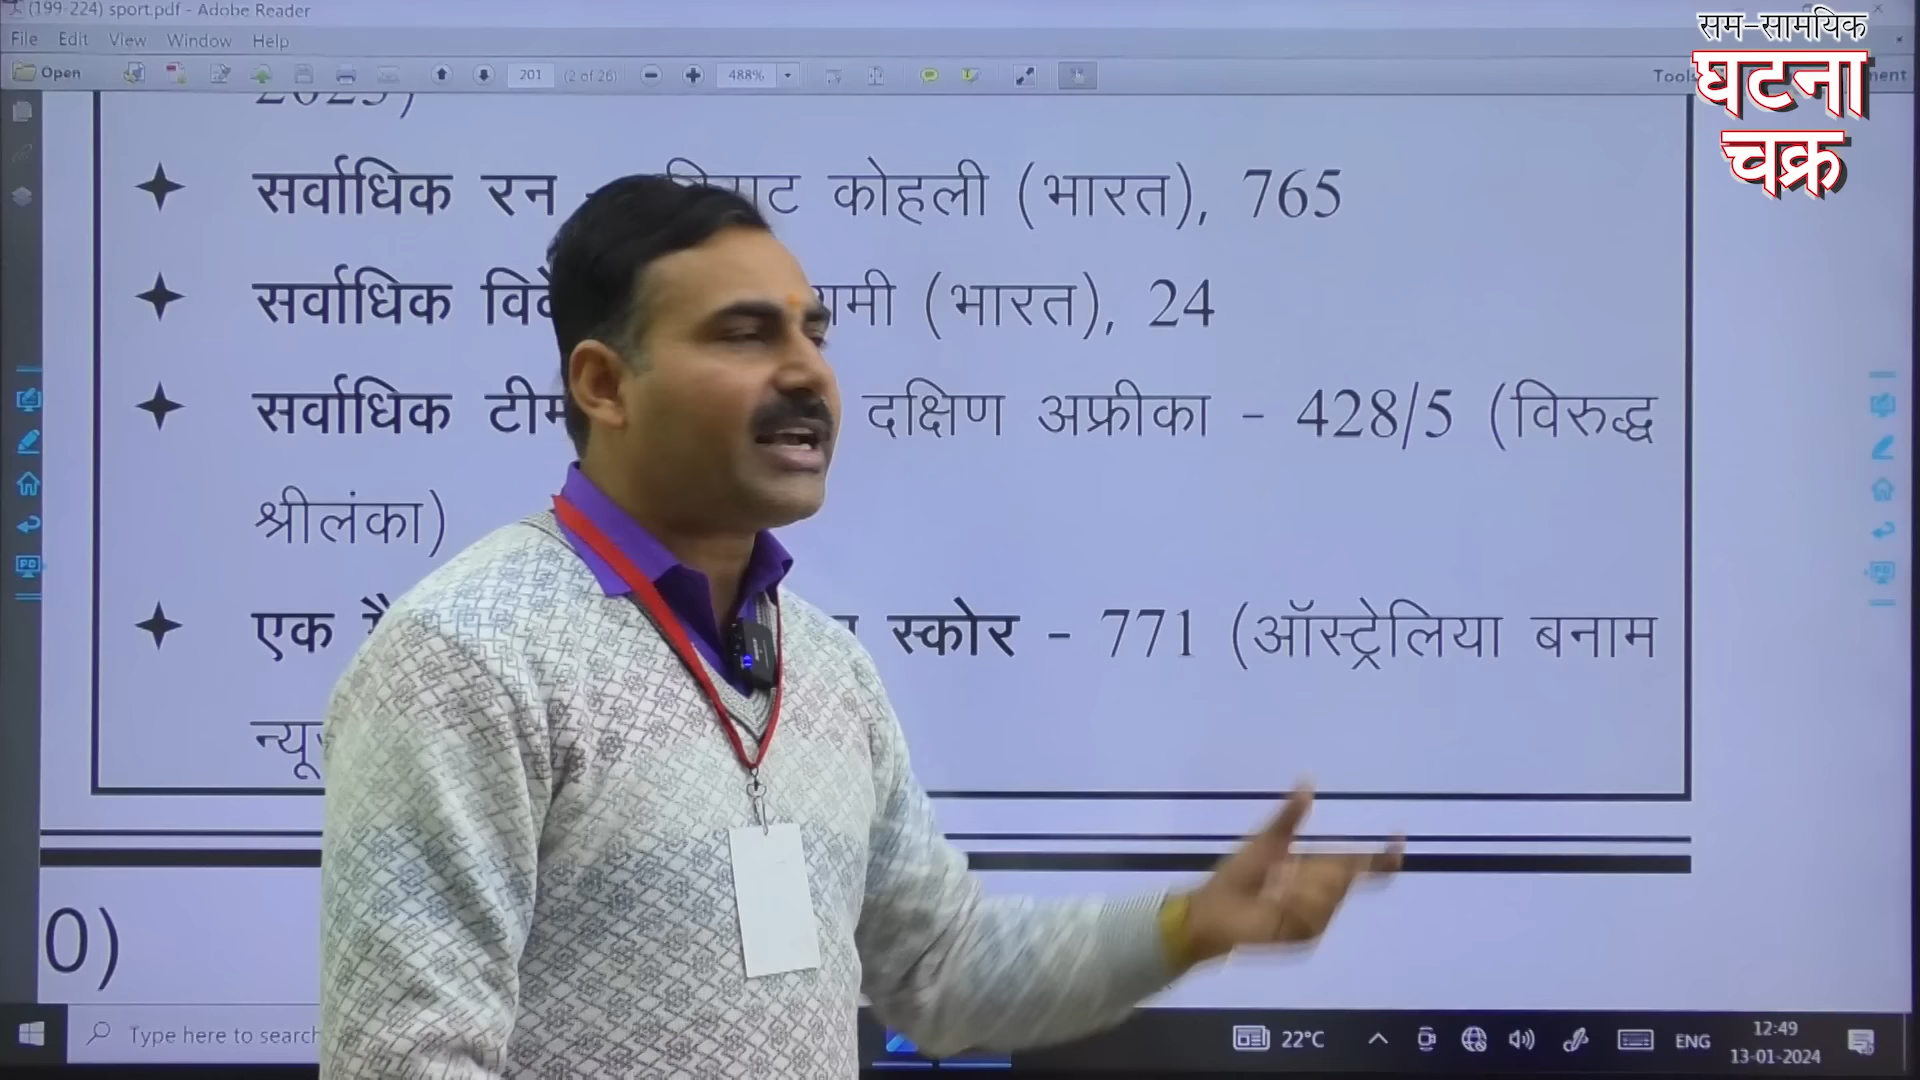 (199-224) sport.pdf - Adobe Reader
File Edit View Window Help
Open 201 (2 of 26) 488%
सम-सामयिक
घटना
चक्र
सर्वाधिक रन - कोहली (भारत), 765
सर्वाधिक (भारत), 24
सर्वाधिक दक्षिण अफ्रीका - 428/5 (विरुद्ध
श्रीलंका)
एक स्कोर - 771 (ऑस्ट्रेलिया बनाम
0)
Type here to search
22°C ENG 12:49
13-01-2024